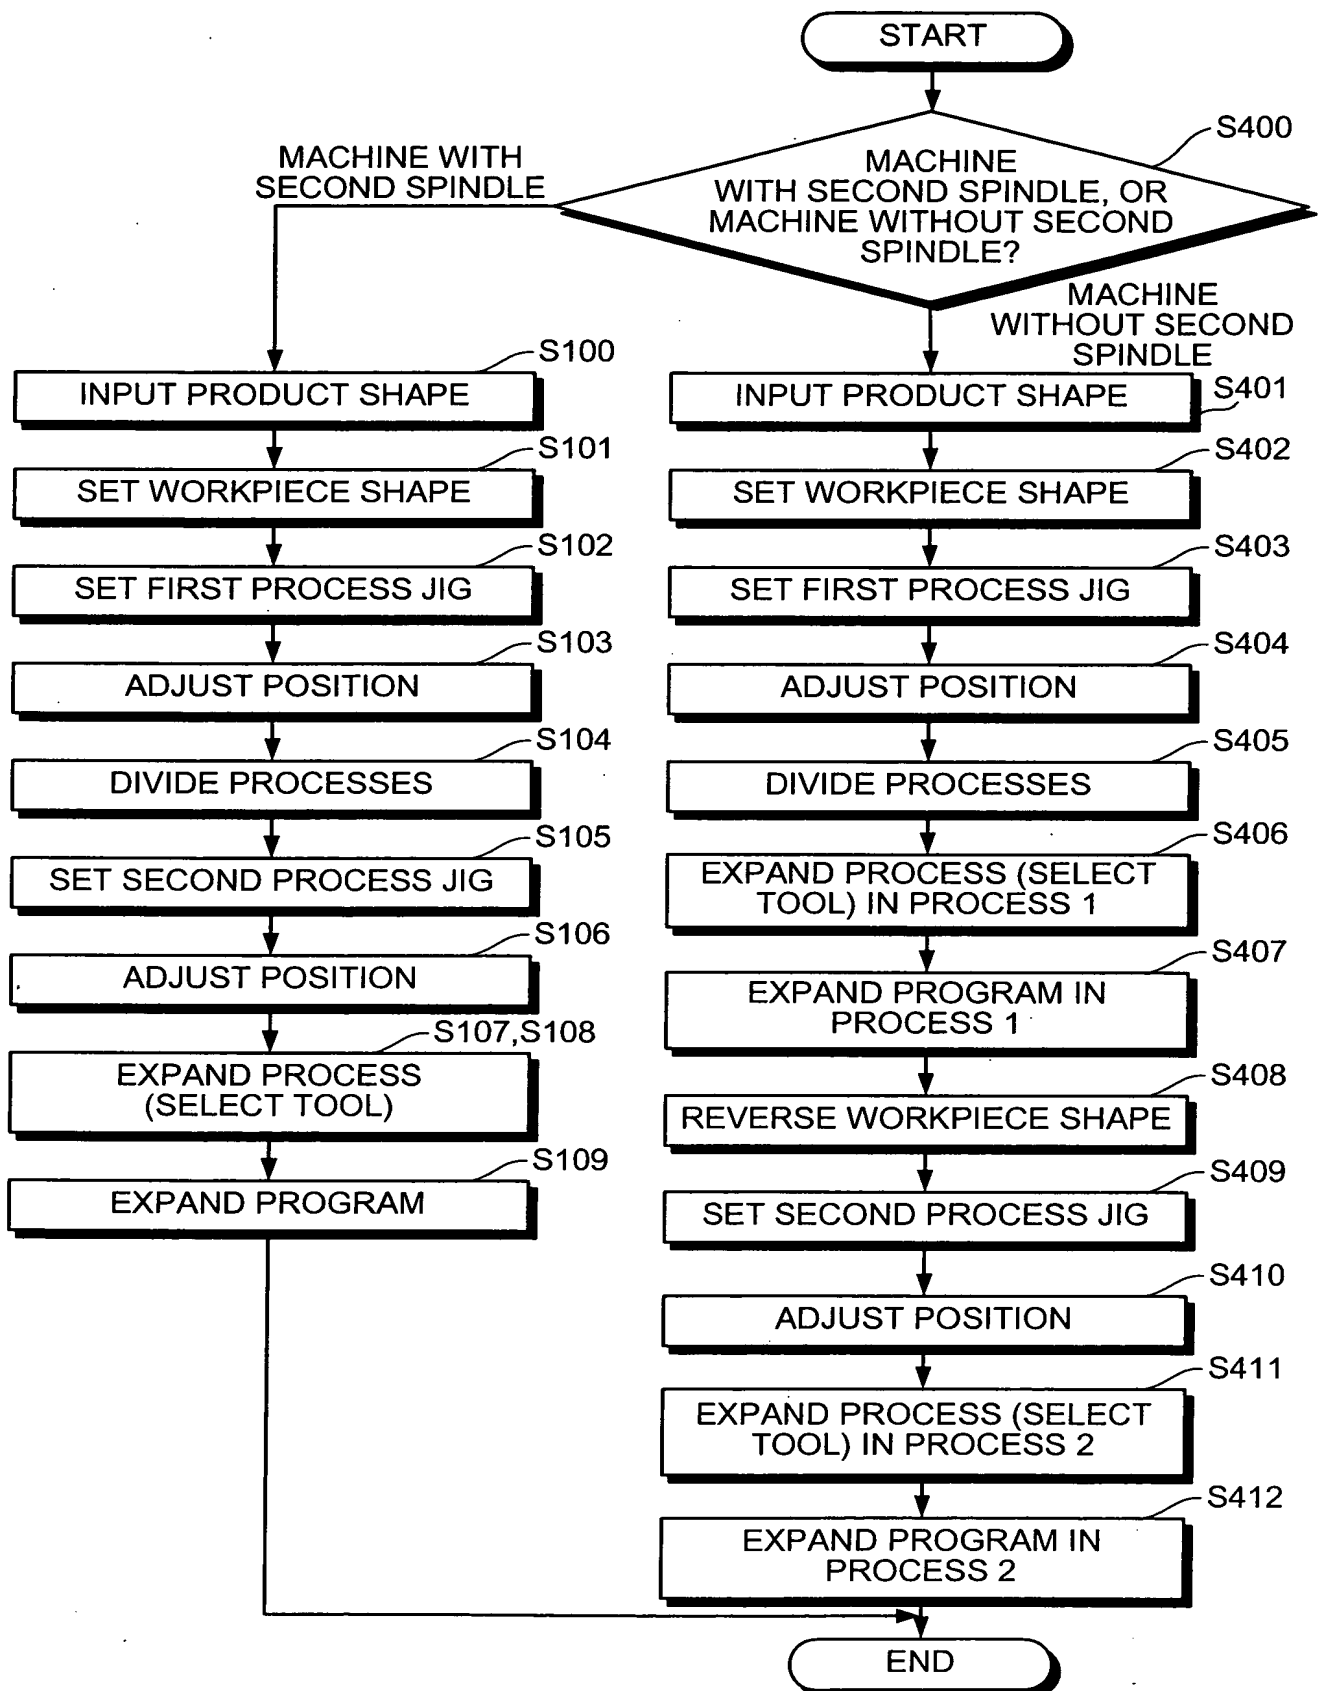 START
S400
MACHINE
WITH SECOND SPINDLE, OR
MACHINE WITHOUT SECOND
SPINDLE?
MACHINE WITH
SECOND SPINDLE
MACHINE
WITHOUT SECOND
SPINDLE
S100
INPUT PRODUCT SHAPE
S101
SET WORKPIECE SHAPE
S102
SET FIRST PROCESS JIG
S103
ADJUST POSITION
S104
DIVIDE PROCESSES
S105
SET SECOND PROCESS JIG
S106
ADJUST POSITION
S107,S108
EXPAND PROCESS
(SELECT TOOL)
S109
EXPAND PROGRAM
S401
INPUT PRODUCT SHAPE
S402
SET WORKPIECE SHAPE
S403
SET FIRST PROCESS JIG
S404
ADJUST POSITION
S405
DIVIDE PROCESSES
S406
EXPAND PROCESS (SELECT
TOOL) IN PROCESS 1
S407
EXPAND PROGRAM IN
PROCESS 1
S408
REVERSE WORKPIECE SHAPE
S409
SET SECOND PROCESS JIG
S410
ADJUST POSITION
S411
EXPAND PROCESS (SELECT
TOOL) IN PROCESS 2
S412
EXPAND PROGRAM IN
PROCESS 2
END